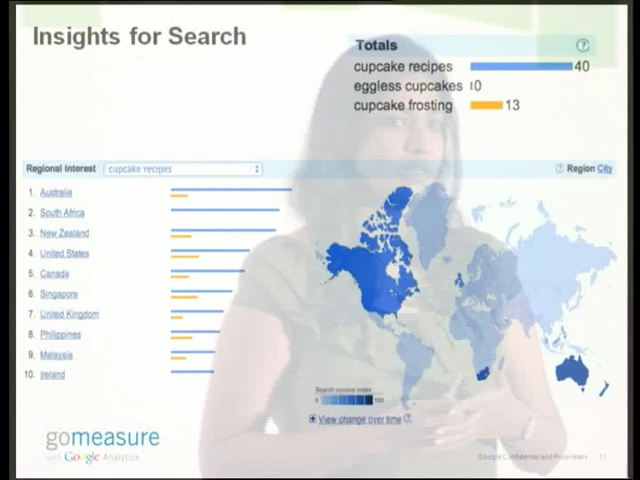 Insights for Search
Totals
cupcake recipes 40
eggless cupcakes 0
cupcake frosting 13
Regional interest cupcake recipes Region City
1. Australia
2. South Africa
3. New Zealand
4. United States
5. Canada
6. Singapore
7. United Kingdom
8. Philippines
9. Malaysia
10. Ireland
Search volume index
0 100
View change over time
gomeasure
with Google Analytics
Google Confidential and Proprietary 11